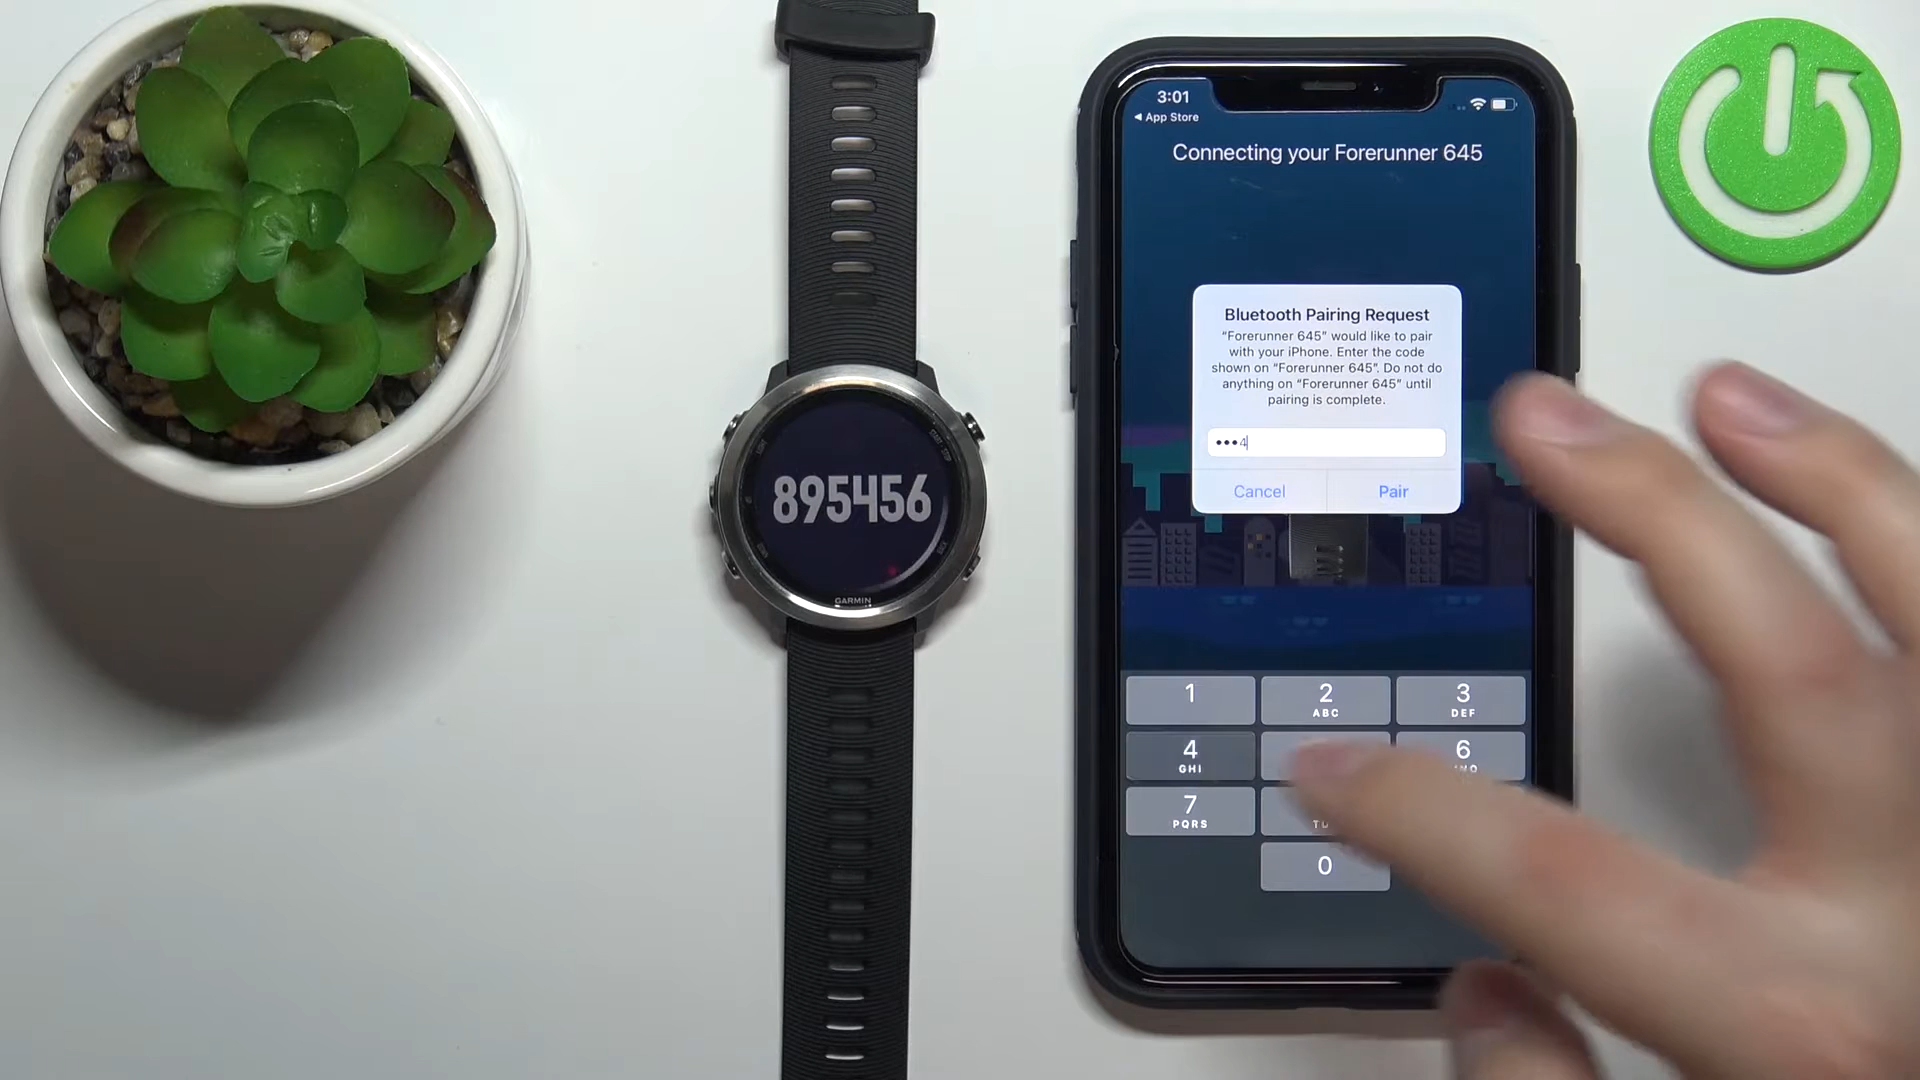 895456
GARMIN
3:01
◀ App Store
Connecting your Forerunner 645
Bluetooth Pairing Request
“Forerunner 645” would like to pair
with your iPhone. Enter the code
shown on “Forerunner 645”. Do not do
anything on “Forerunner 645” until
pairing is complete.
•••4
Cancel
Pair
1
2
ABC
3
DEF
4
GHI
6
7
PQRS
0